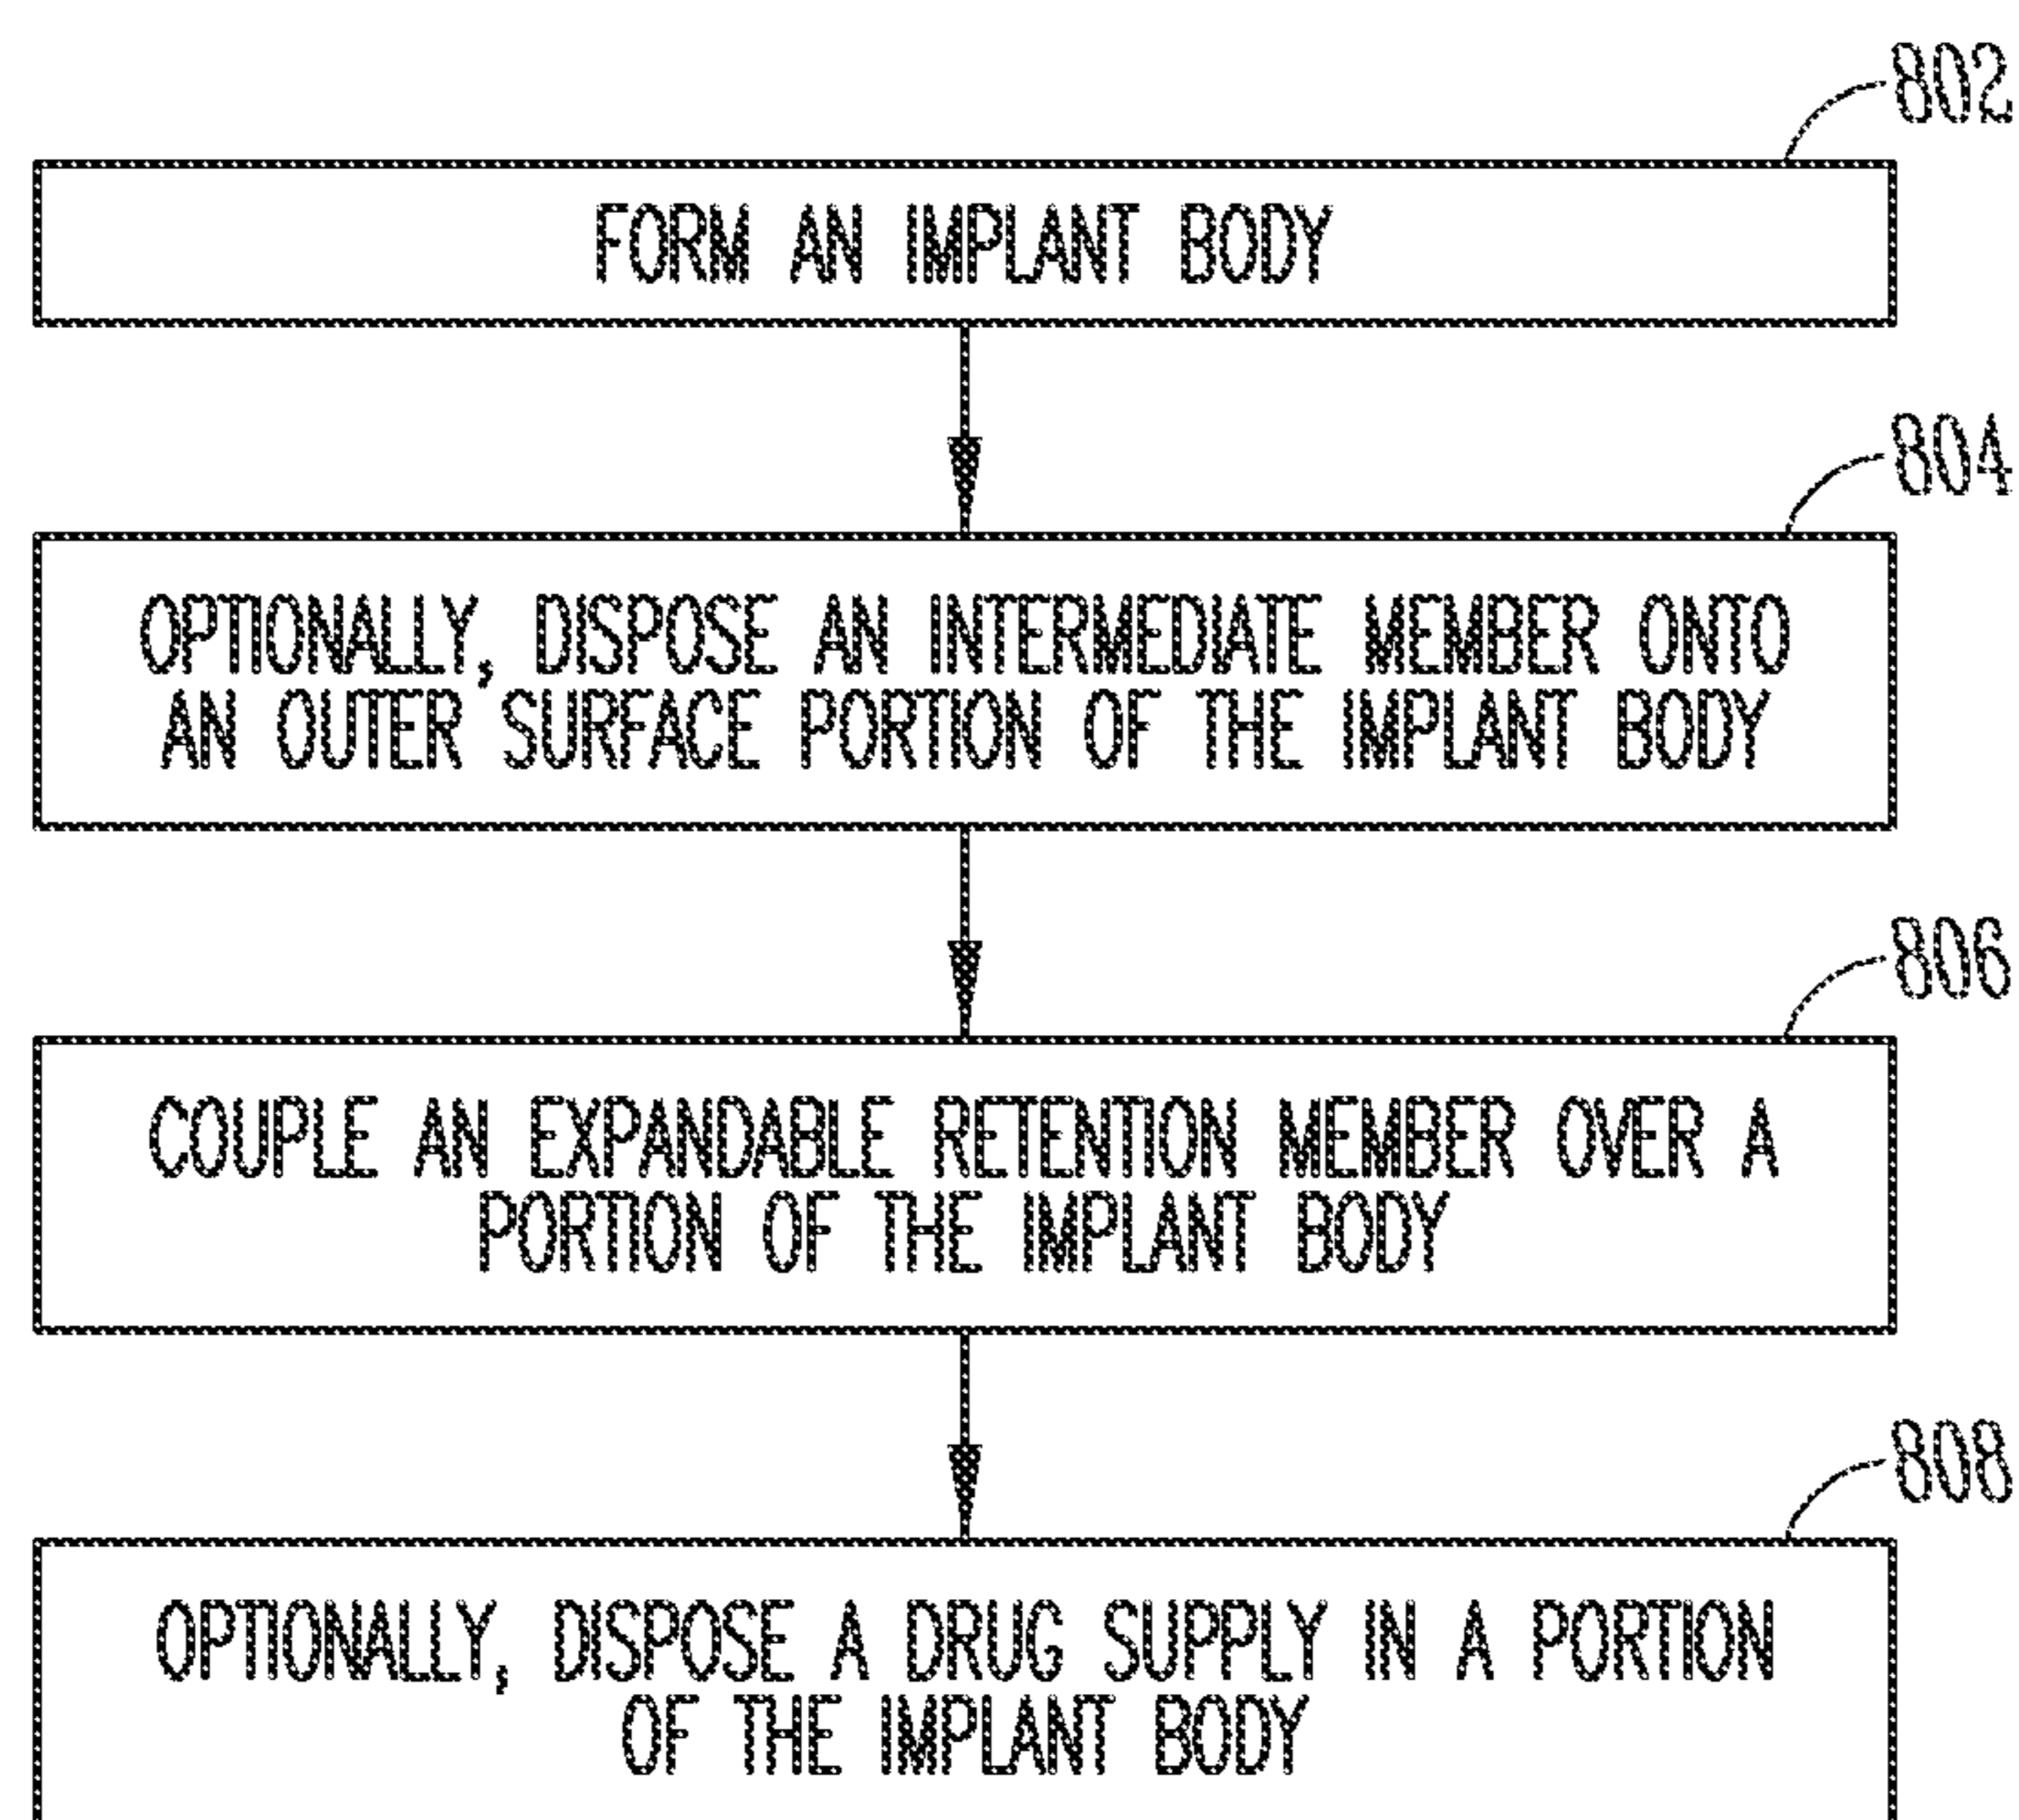 802
FORM AN IMPLANT BODY
804
OPTIONALLY, DISPOSE AN INTERMEDIATE MEMBER ONTO
AN OUTER SURFACE PORTION OF THE IMPLANT BODY
806
COUPLE AN EXPANDABLE RETENTION MEMBER OVER A
PORTION OF THE IMPLANT BODY
808
OPTIONALLY, DISPOSE A DRUG SUPPLY IN A PORTION
OF THE IMPLANT BODY